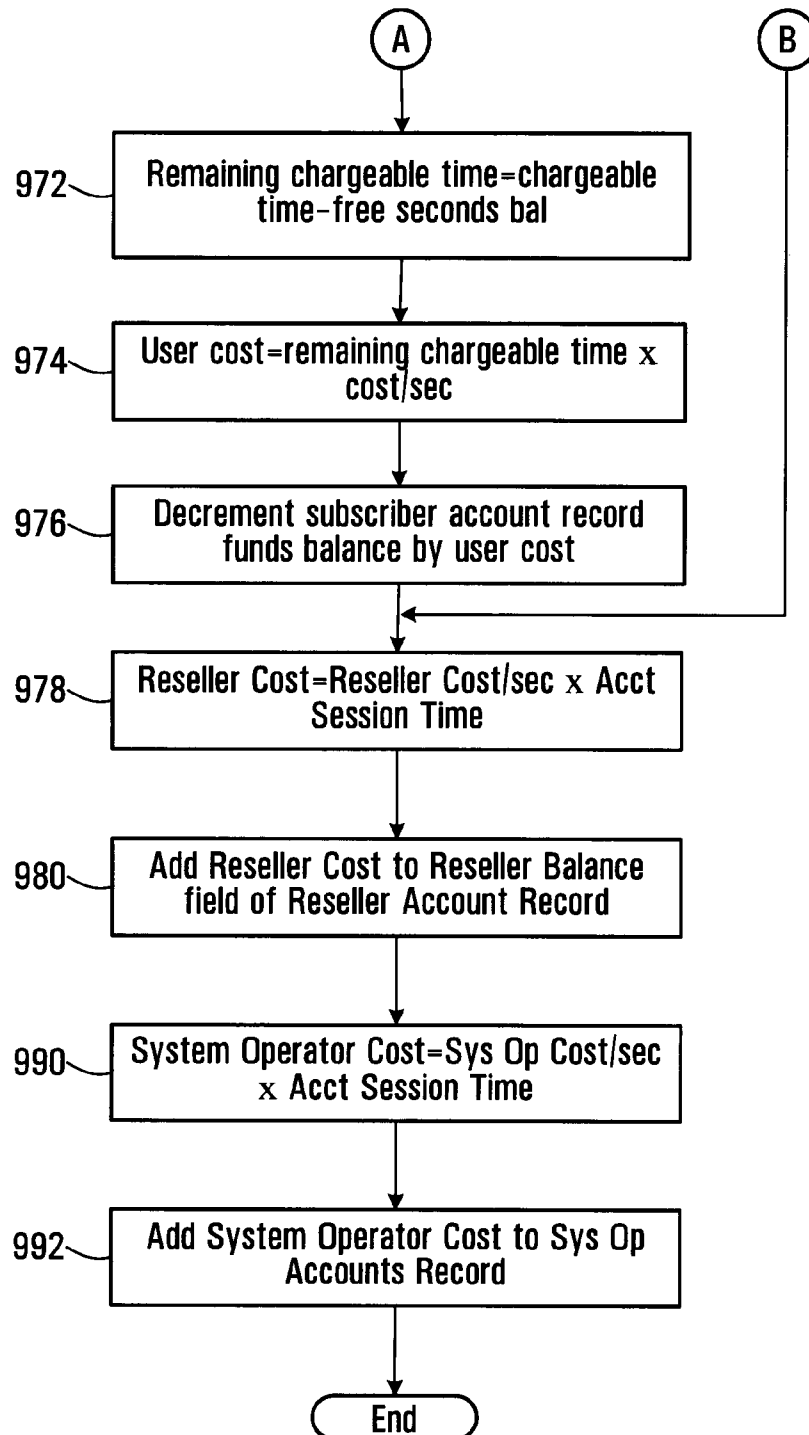 A
B
972
Remaining chargeable time=chargeable
time-free seconds bal
974
User cost=remaining chargeable time x
cost/sec
976
Decrement subscriber account record
funds balance by user cost
978
Reseller Cost=Reseller Cost/sec x Acct
Session Time
980
Add Reseller Cost to Reseller Balance
field of Reseller Account Record
990
System Operator Cost=Sys Op Cost/sec
x Acct Session Time
992
Add System Operator Cost to Sys Op
Accounts Record
End